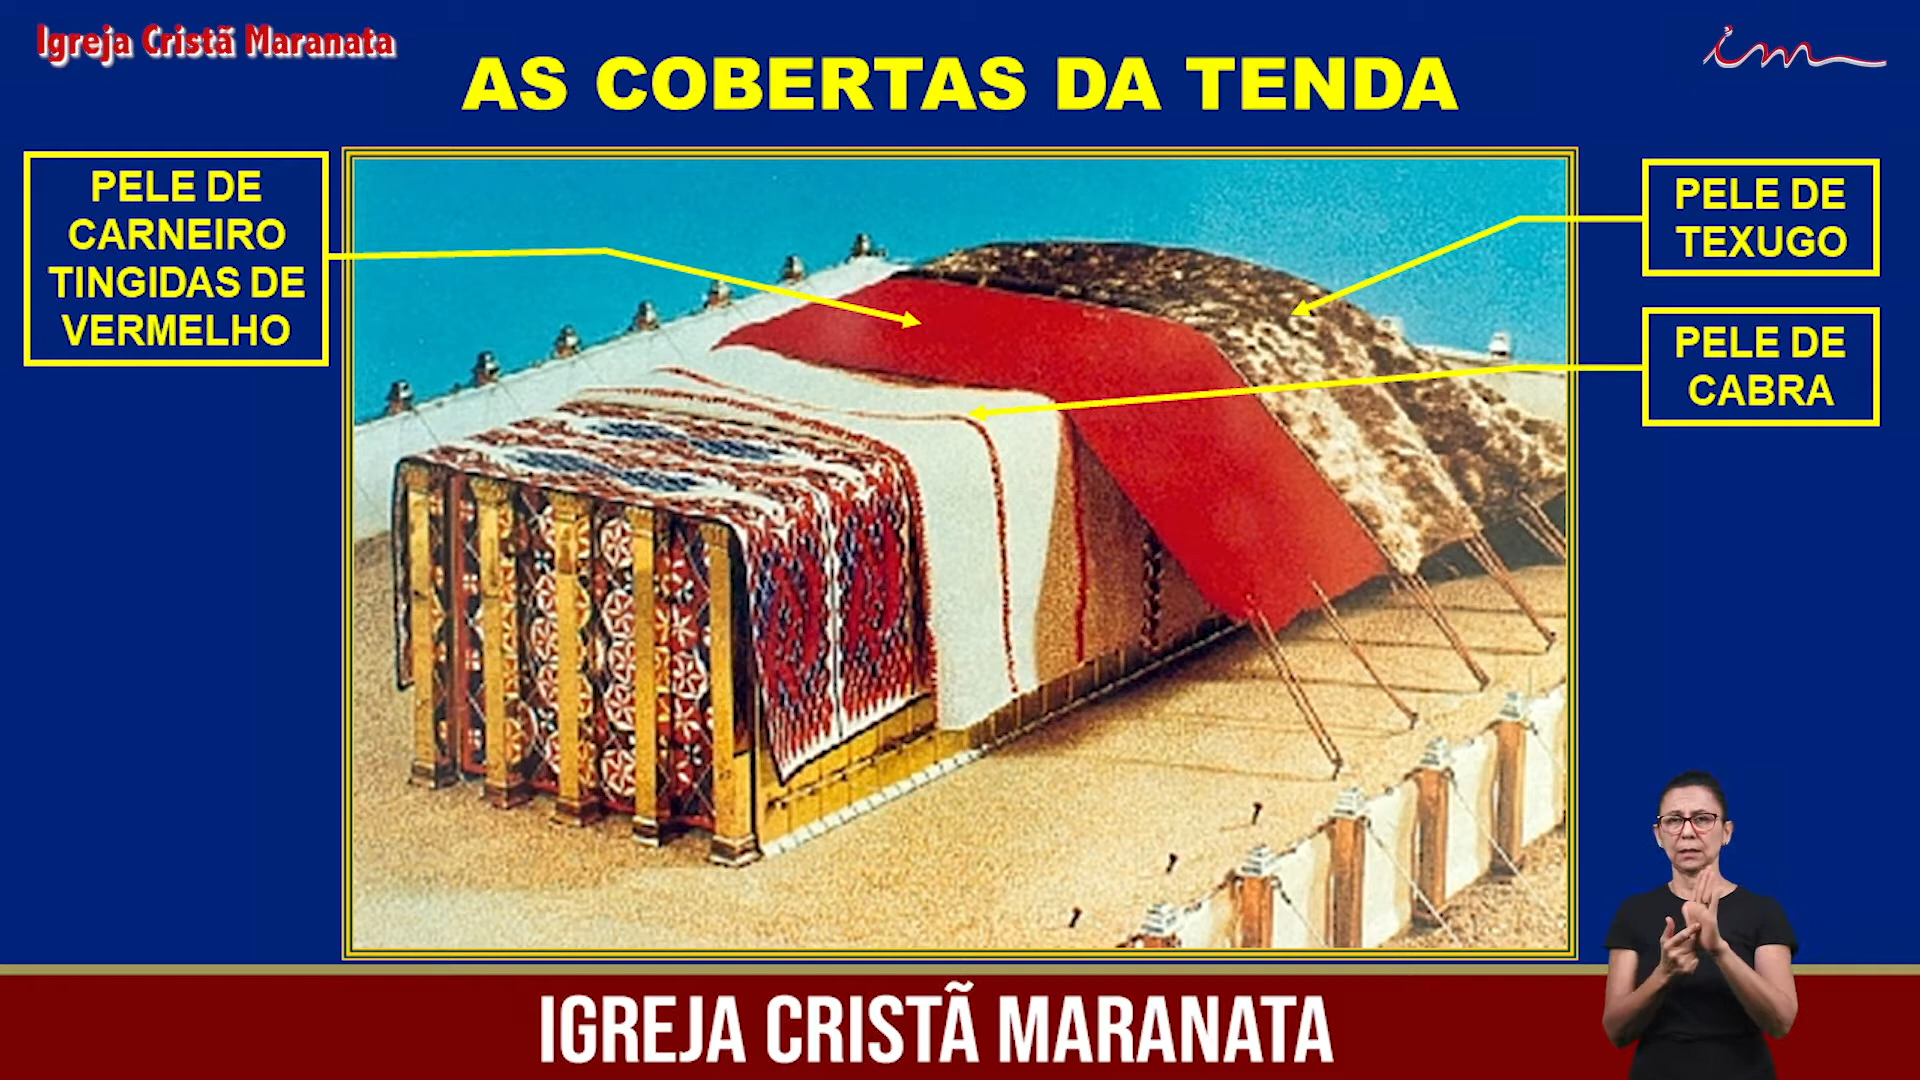 Igreja Cristã Maranata
im
AS COBERTAS DA TENDA
PELE DE
CARNEIRO
TINGIDAS DE
VERMELHO
PELE DE
TEXUGO
PELE DE
CABRA
IGREJA CRISTÃ MARANATA